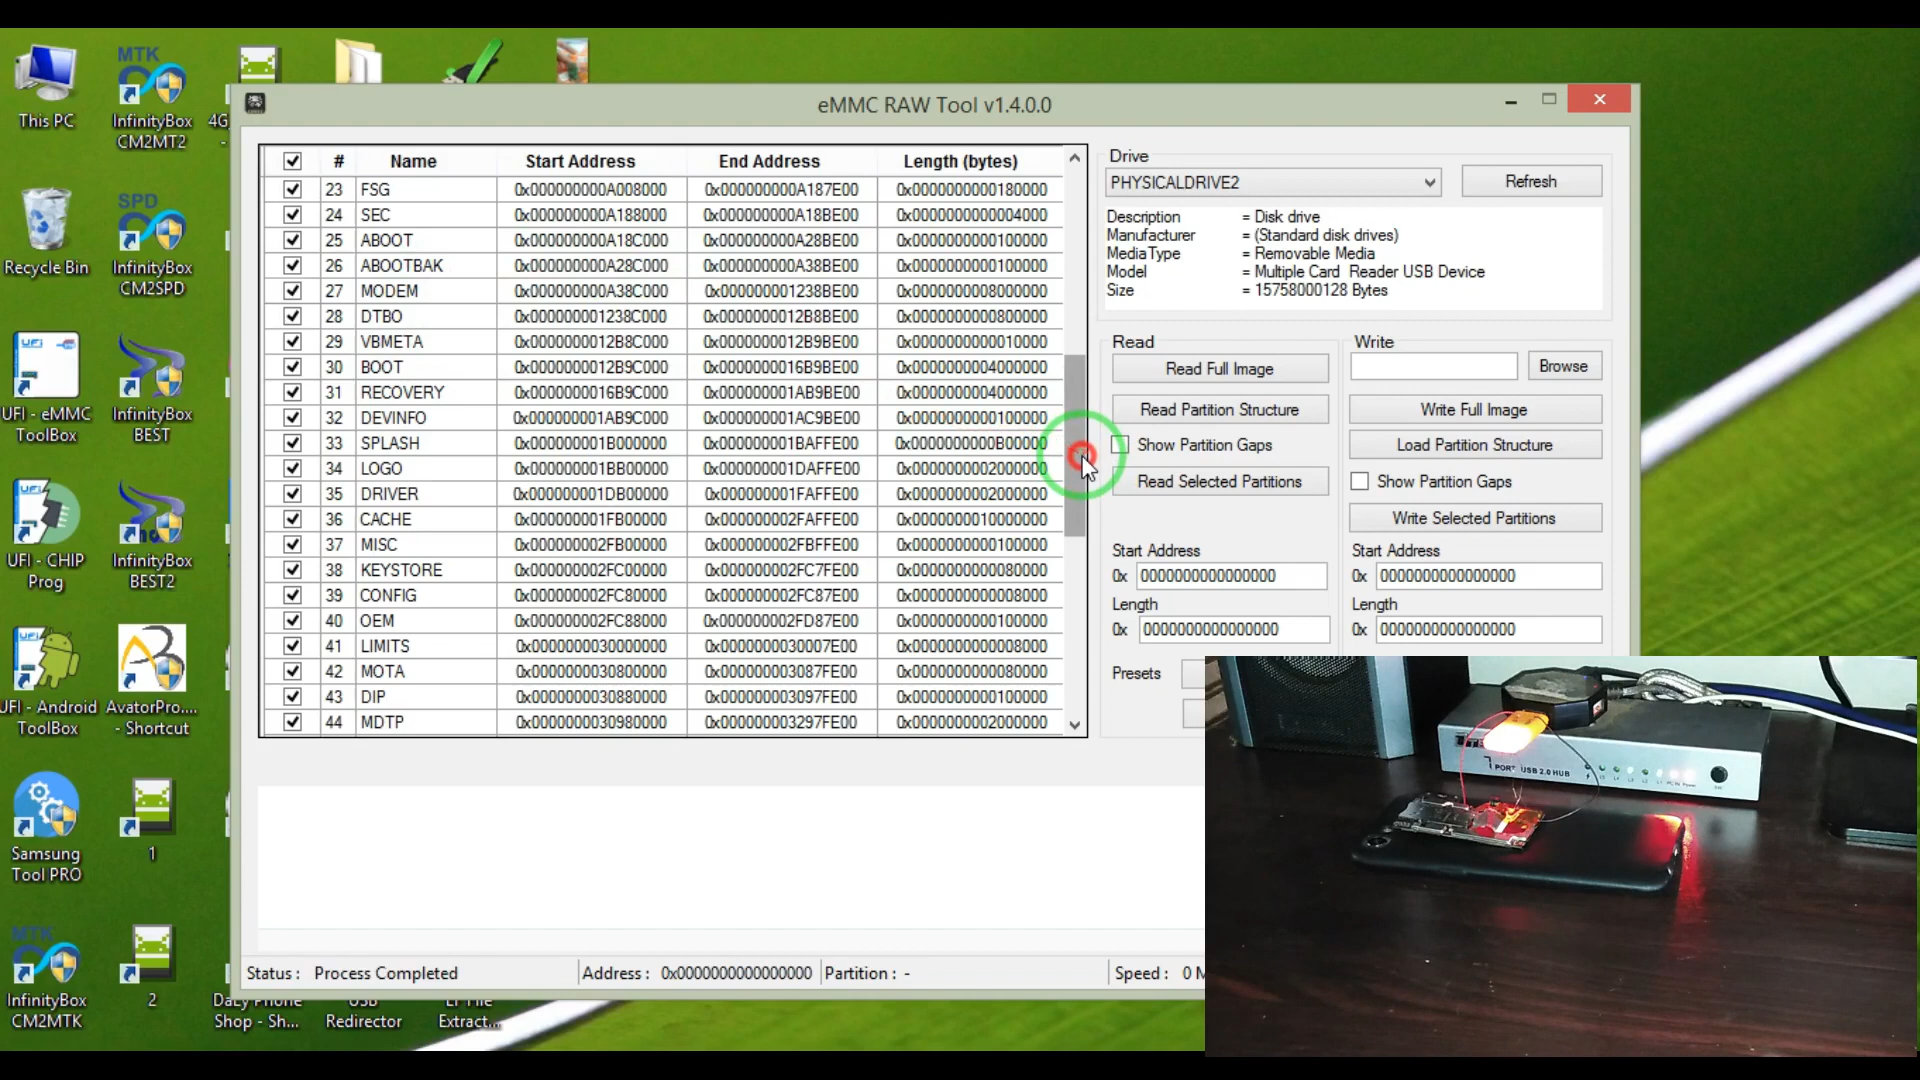 eMMC RAW Tool v1.4.0.0
This PC
MTK
InfinityBox
CM2MT2
Recycle Bin
SPD
InfinityBox
CM2SPD
UFi
UFI - eMMC
ToolBox
InfinityBox
BEST
UFi
UFI - CHIP
Prog
InfinityBox
BEST2
UFi
UFI - Android
ToolBox
AvatorPro....
- Shortcut
Samsung
Tool PRO
1
MTK
InfinityBox
CM2MTK
2
Shop - Sh...
Redirector
Extract...
# Name Start Address End Address Length (bytes)
23 FSG 0x000000000A008000 0x000000000A187E00 0x0000000000180000
24 SEC 0x000000000A188000 0x000000000A18BE00 0x0000000000004000
25 ABOOT 0x000000000A18C000 0x000000000A28BE00 0x0000000000100000
26 ABOOTBAK 0x000000000A28C000 0x000000000A38BE00 0x0000000000100000
27 MODEM 0x000000000A38C000 0x000000001238BE00 0x0000000008000000
28 DTBO 0x000000001238C000 0x0000000012B8BE00 0x0000000000800000
29 VBMETA 0x0000000012B8C000 0x0000000012B9BE00 0x0000000000010000
30 BOOT 0x0000000012B9C000 0x0000000016B9BE00 0x0000000004000000
31 RECOVERY 0x0000000016B9C000 0x000000001AB9BE00 0x0000000004000000
32 DEVINFO 0x000000001AB9C000 0x000000001AC9BE00 0x0000000000100000
33 SPLASH 0x000000001B000000 0x000000001BAFFE00 0x0000000000B00000
34 LOGO 0x000000001BB00000 0x000000001DAFFE00 0x0000000002000000
35 DRIVER 0x000000001DB00000 0x000000001FAFFE00 0x0000000002000000
36 CACHE 0x000000001FB00000 0x000000002FAFFE00 0x0000000010000000
37 MISC 0x000000002FB00000 0x000000002FBFFE00 0x0000000000100000
38 KEYSTORE 0x000000002FC00000 0x000000002FC7FE00 0x0000000000080000
39 CONFIG 0x000000002FC80000 0x000000002FC87E00 0x0000000000008000
40 OEM 0x000000002FC88000 0x000000002FD87E00 0x0000000000100000
41 LIMITS 0x0000000030000000 0x0000000030007E00 0x0000000000008000
42 MOTA 0x0000000030800000 0x000000003087FE00 0x0000000000080000
43 DIP 0x0000000030880000 0x000000003097FE00 0x0000000000100000
44 MDTP 0x0000000030980000 0x000000003297FE00 0x0000000002000000
Drive
PHYSICALDRIVE2
Refresh
Description = Disk drive
Manufacturer = (Standard disk drives)
MediaType = Removable Media
Model = Multiple Card Reader USB Device
Size = 15758000128 Bytes
Read
Read Full Image
Read Partition Structure
Show Partition Gaps
Read Selected Partitions
Start Address
0x 0000000000000000
Length
0x 0000000000000000
Presets
Write
Browse
Write Full Image
Load Partition Structure
Show Partition Gaps
Write Selected Partitions
Start Address
0x 0000000000000000
Length
0x 0000000000000000
7 PORT USB 2.0 HUB
Status : Process Completed
Address : 0x0000000000000000
Partition : -
Speed : 0 M